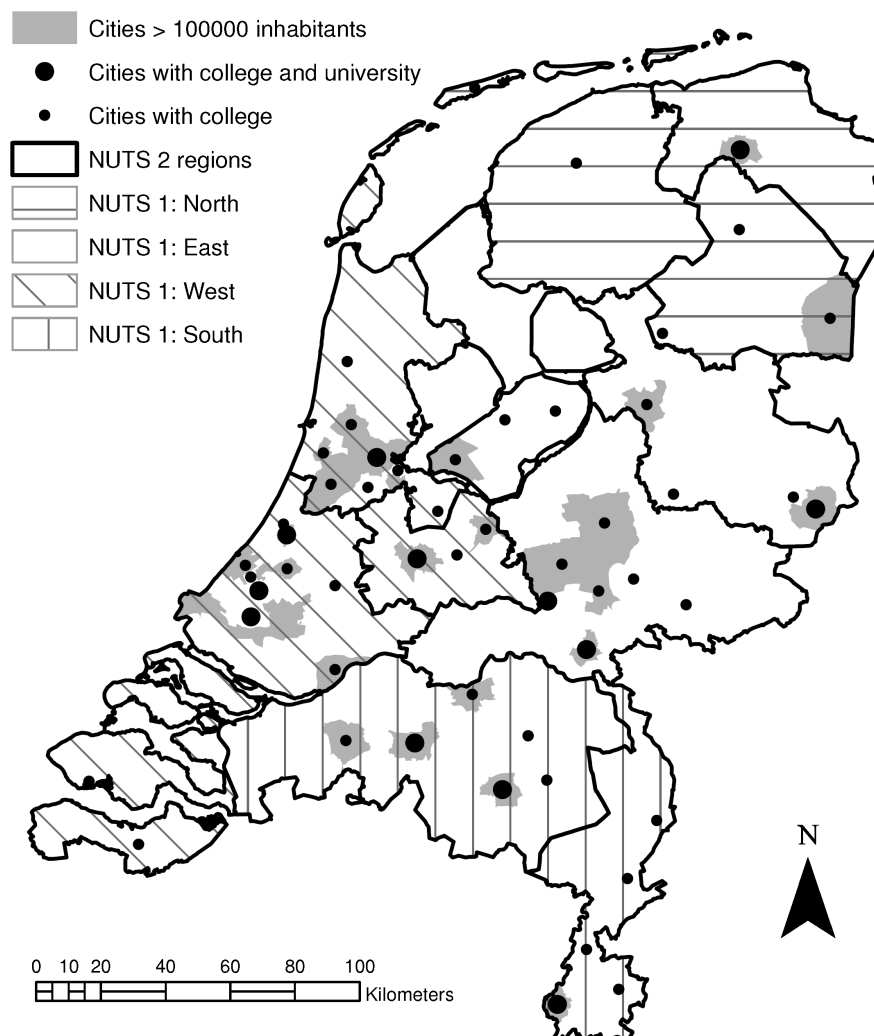 Cities > 100000 inhabitants
Cities with college and university
Cities with college
NUTS 2 regions
NUTS 1: North
NUTS 1: East
NUTS 1: West
NUTS 1: South
N
0 10 20 40 60 80 100
Kilometers